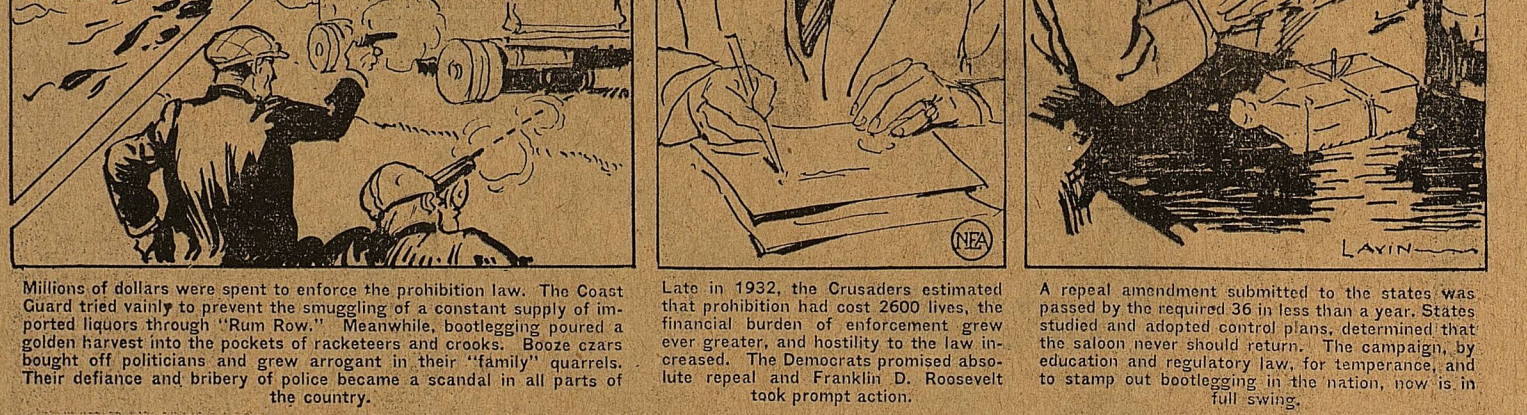 NEA
LAVIN
Millions of dollars were spent to enforce the prohibition law. The Coast
Guard tried vainly to prevent the smuggling of a constant supply of im-
ported liquors through "Rum Row." Meanwhile, bootlegging poured a
golden harvest into the pockets of racketeers and crooks. Booze czars
bought off politicians and grew arrogant in their "family" quarrels.
Their defiance and bribery of police became a scandal in all parts of
the country.
Late in 1932, the Crusaders estimated
that prohibition had cost 2600 lives, the
financial burden of enforcement grew
ever greater, and hostility to the law in-
creased. The Democrats promised abso-
lute repeal and Franklin D. Roosevelt
took prompt action.
A repeal amendment submitted to the states was
passed by the required 36 in less than a year. States
studied and adopted control plans, determined that
the saloon never should return. The campaign, by
education and regulatory law, for temperance, and
to stamp out bootlegging in the nation, now is in
full swing.